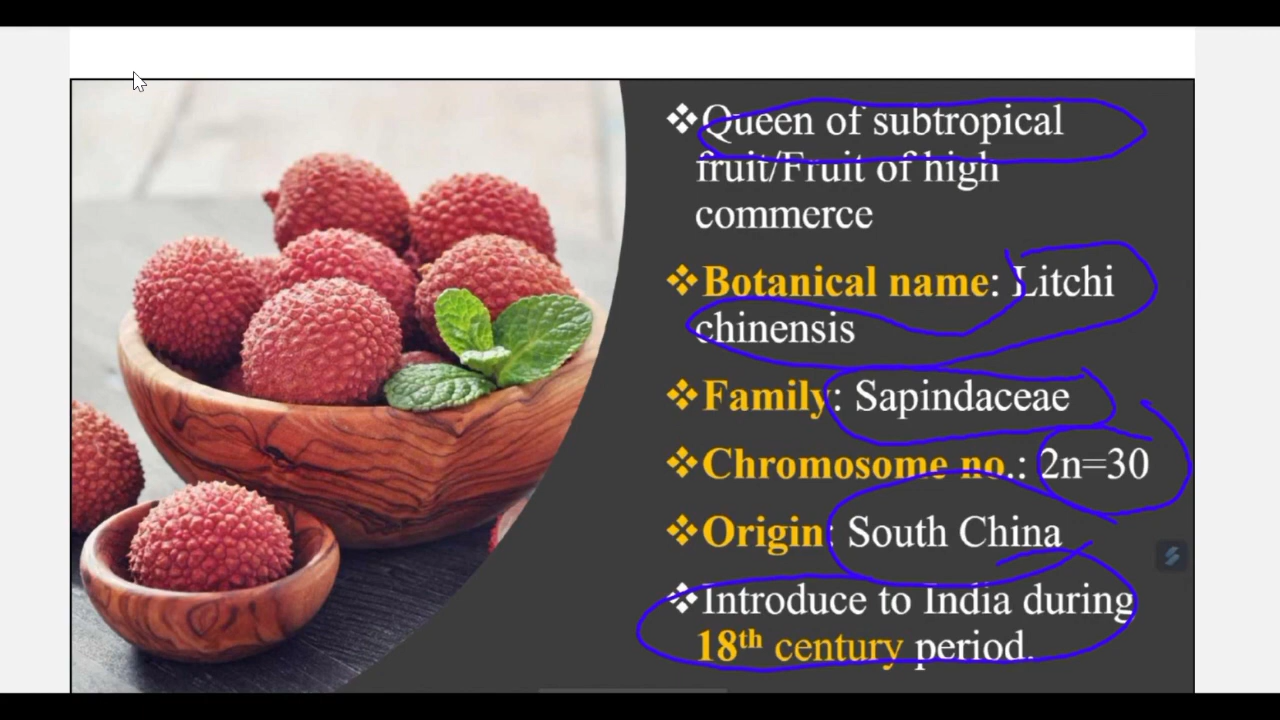 ❖Queen of subtropical
fruit/Fruit of high
commerce
❖Botanical name: Litchi
chinensis
❖Family: Sapindaceae
❖Chromosome no.: 2n=30
❖Origin: South China
❖Introduce to India during
18th century period.